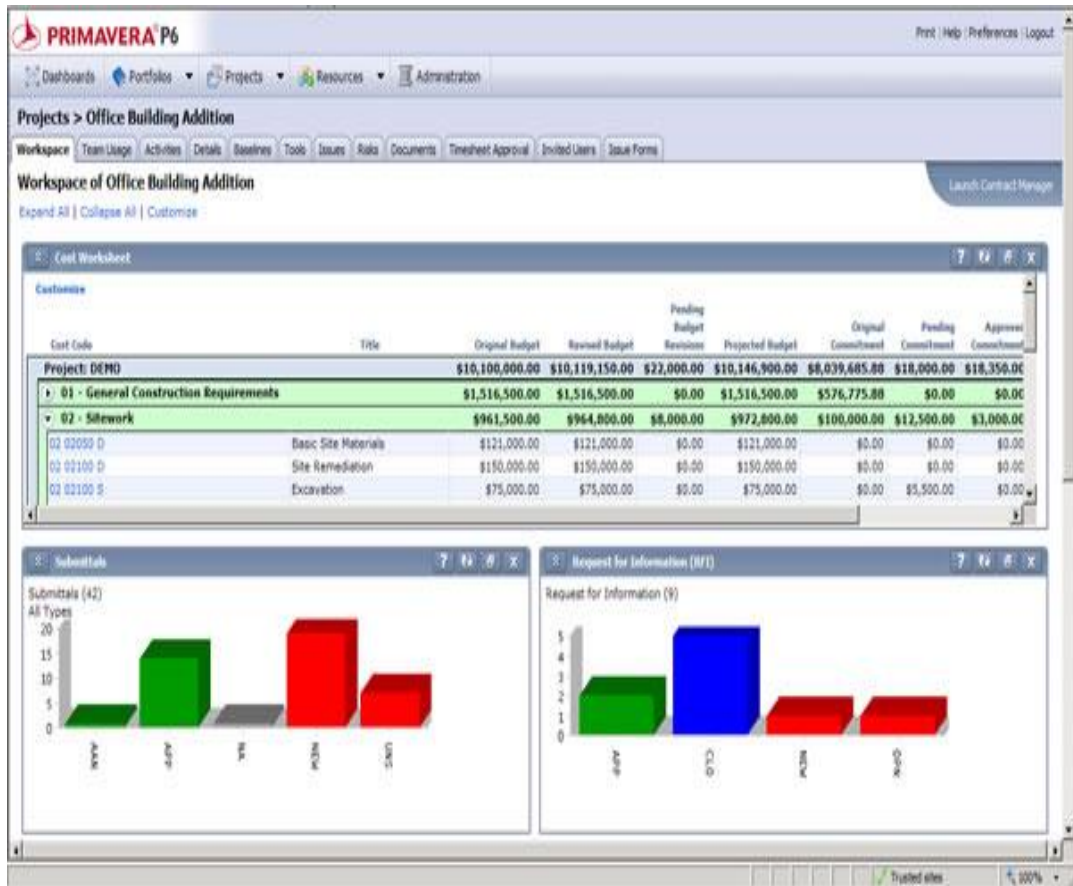 PRIMAVERA P6
Print | Help | Preferences | Logout
Dashboards Portfolios Projects Resources Administration
Projects > Office Building Addition
Workspace Team Usage Activities Details Baselines Tools Issues Risks Documents Timesheet Approval Invited Users Issue Forms
Workspace of Office Building Addition
Launch Contract Manager
Expand All | Collapse All | Customize
Cost Worksheet
Customize
Pending
Budget Original Pending Approved
Cost Code Title Original Budget Revised Budget Revisions Projected Budget Commitment Commitment Commitment
Project: DEMO $10,100,000.00 $10,119,150.00 $22,000.00 $10,146,900.00 $8,039,685.88 $18,000.00 $18,350.00
01 - General Construction Requirements $1,516,500.00 $1,516,500.00 $0.00 $1,516,500.00 $576,775.88 $0.00 $0.00
02 - Sitework $961,500.00 $964,800.00 $8,000.00 $972,800.00 $100,000.00 $12,500.00 $3,000.00
02 02050 D Basic Site Materials $121,000.00 $121,000.00 $0.00 $121,000.00 $0.00 $0.00 $0.00
02 02100 D Site Remediation $150,000.00 $150,000.00 $0.00 $150,000.00 $0.00 $0.00 $0.00
02 02100 S Excavation $75,000.00 $75,000.00 $0.00 $75,000.00 $0.00 $5,500.00 $0.00
Submittals
Submittals (42)
All Types
20
15
10
5
0
AAN APP NA NEW UNS
Request for Information (RFI)
Request for Information (9)
5
4
3
2
1
0
APP CLO NEW OPN
Trusted sites 100%